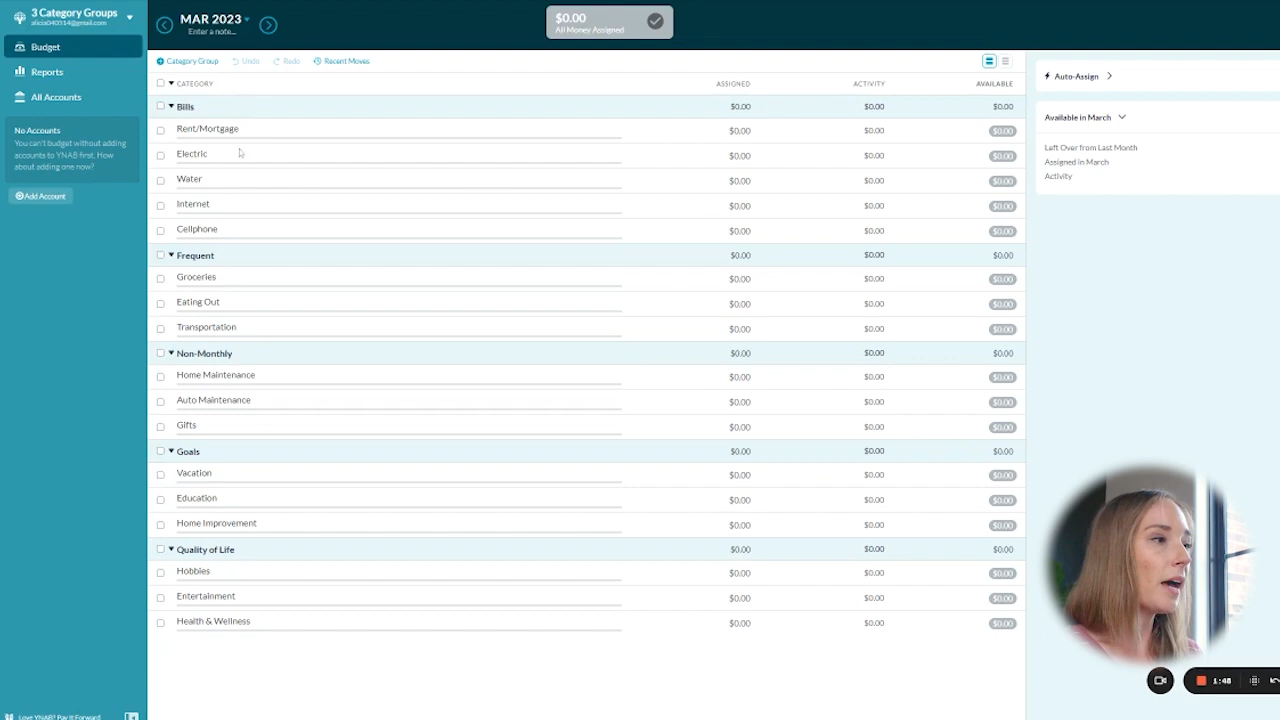 3 Category Groups
alicia040514@gmail.com
Budget
Reports
All Accounts
No Accounts
You can't budget without adding
accounts to YNAB first. How
about adding one now?
Add Account
Love YNAB? Pay It Forward
MAR 2023
Enter a note...
$0.00
All Money Assigned
Category Group Undo Redo Recent Moves
CATEGORY ASSIGNED ACTIVITY AVAILABLE
Bills $0.00 $0.00 $0.00
Rent/Mortgage $0.00 $0.00 $0.00
Electric $0.00 $0.00 $0.00
Water $0.00 $0.00 $0.00
Internet $0.00 $0.00 $0.00
Cellphone $0.00 $0.00 $0.00
Frequent $0.00 $0.00 $0.00
Groceries $0.00 $0.00 $0.00
Eating Out $0.00 $0.00 $0.00
Transportation $0.00 $0.00 $0.00
Non-Monthly $0.00 $0.00 $0.00
Home Maintenance $0.00 $0.00 $0.00
Auto Maintenance $0.00 $0.00 $0.00
Gifts $0.00 $0.00 $0.00
Goals $0.00 $0.00 $0.00
Vacation $0.00 $0.00 $0.00
Education $0.00 $0.00 $0.00
Home Improvement $0.00 $0.00 $0.00
Quality of Life $0.00 $0.00 $0.00
Hobbies $0.00 $0.00 $0.00
Entertainment $0.00 $0.00 $0.00
Health & Wellness $0.00 $0.00 $0.00
Auto-Assign
Available in March
Left Over from Last Month
Assigned in March
Activity
1:48